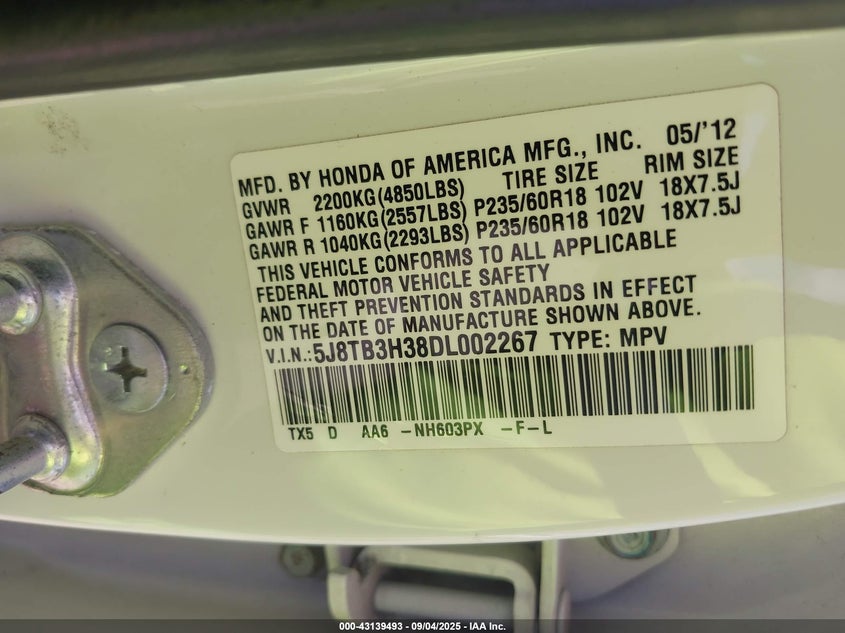 MFD. BY HONDA OF AMERICA MFG., INC. 05/'12
GVWR 2200KG(4850LBS) TIRE SIZE RIM SIZE
GAWR F 1160KG(2557LBS) P235/60R18 102V 18X7.5J
GAWR R 1040KG(2293LBS) P235/60R18 102V 18X7.5J
THIS VEHICLE CONFORMS TO ALL APPLICABLE
FEDERAL MOTOR VEHICLE SAFETY
AND THEFT PREVENTION STANDARDS IN EFFECT
ON THE DATE OF MANUFACTURE SHOWN ABOVE.
V.I.N.: 5J8TB3H38DL002267 TYPE: MPV
TX5 D AA6 -NH603PX -F-L
000-43139493 - 09/04/2025 - IAA Inc.